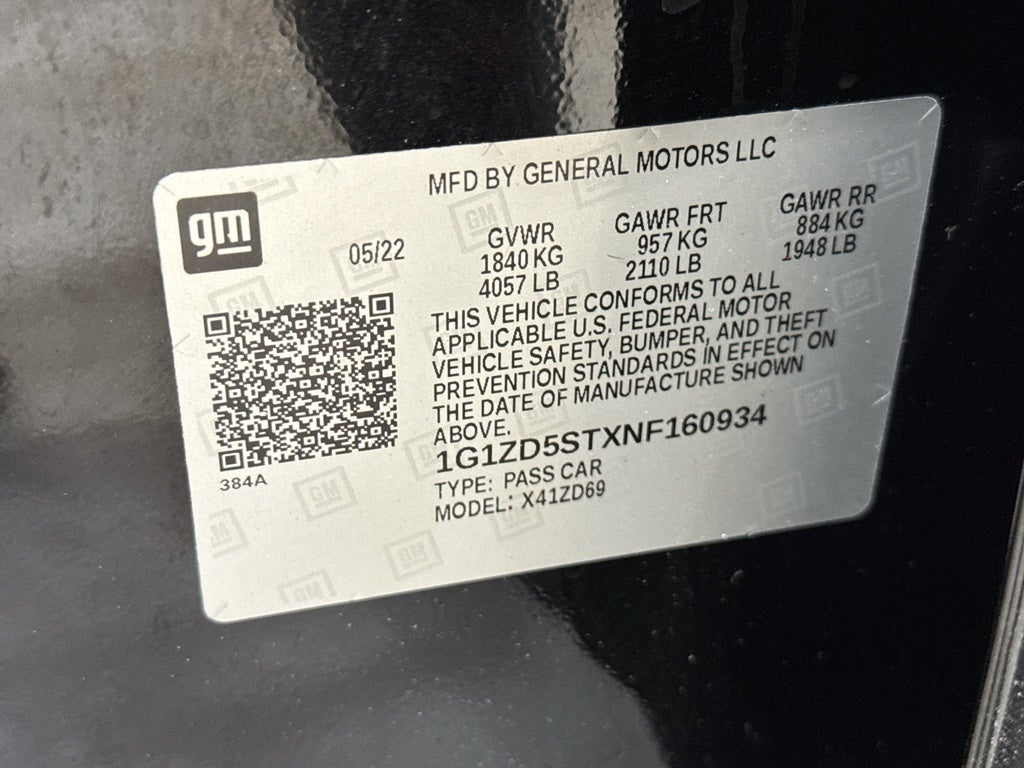 MFD BY GENERAL MOTORS LLC
gm
05/22
GVWR
1840 KG
4057 LB
GAWR FRT
957 KG
2110 LB
GAWR RR
884 KG
1948 LB
THIS VEHICLE CONFORMS TO ALL
APPLICABLE U.S. FEDERAL MOTOR
VEHICLE SAFETY, BUMPER, AND THEFT
PREVENTION STANDARDS IN EFFECT ON
THE DATE OF MANUFACTURE SHOWN
ABOVE.
1G1ZD5STXNF160934
TYPE: PASS CAR
MODEL: X41ZD69
384A